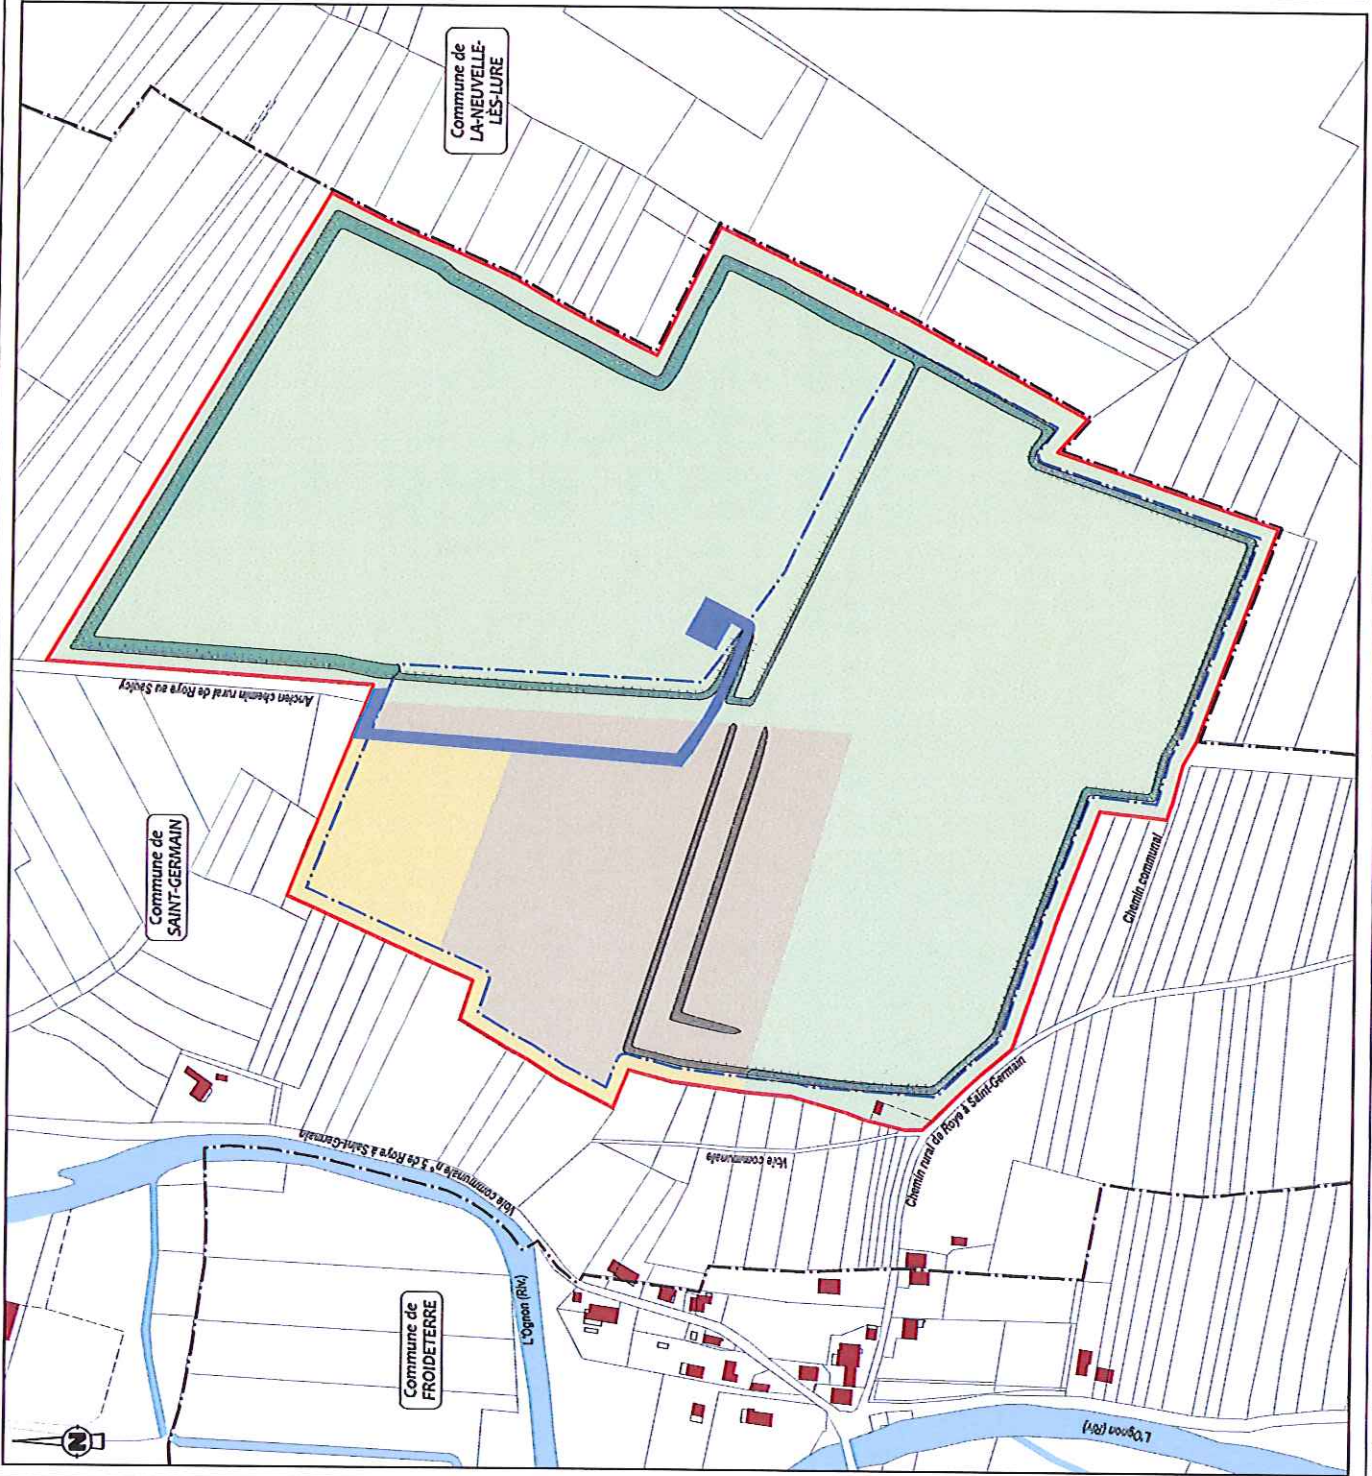 Commune de
LA-NEUVELLE-
LÈS-LURE
Ancien chemin rural de Roye au Saulcy
Commune de
SAINT-GERMAIN
Chemin communal
Chemin rural de Roye à Saint-Germain
Voie communale
Voie communale n° 5 de Roye à Saint-Germain
L'Ognon (Riv.)
Commune de
FROIDETERRE
L'Ognon (Riv)
N